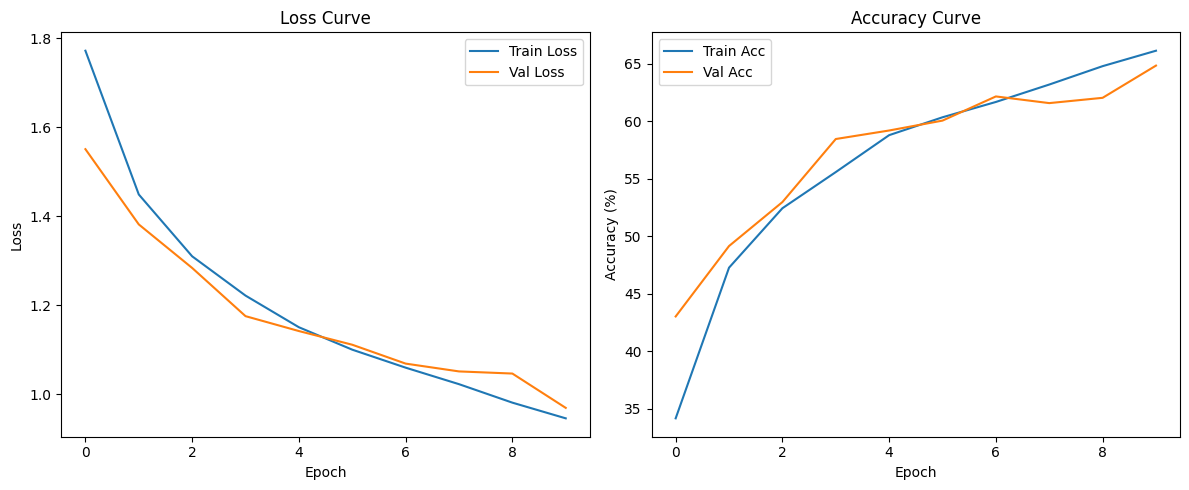 Loss Curve
Train Loss
Val Loss
1.8
1.6
1.4
1.2
1.0
Loss
0 2 4 6 8
Epoch
Accuracy Curve
Train Acc
Val Acc
65
60
55
50
45
40
35
Accuracy (%)
0 2 4 6 8
Epoch